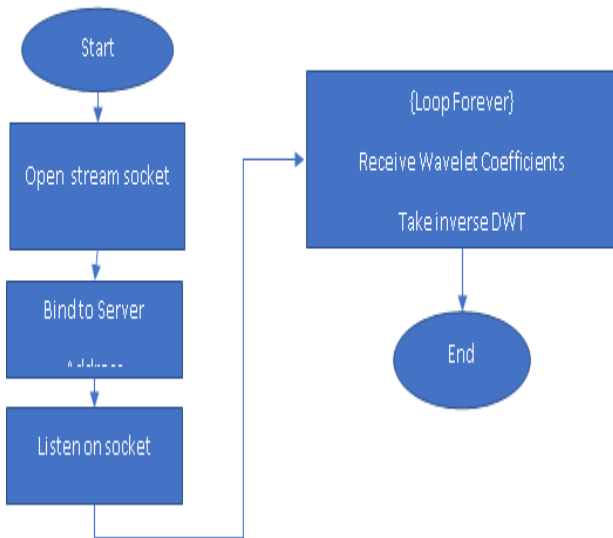 Start
Open stream socket
Bind to Server
Listen on socket
{Loop Forever}
Receive Wavelet Coefficients
Take inverse DWT
End